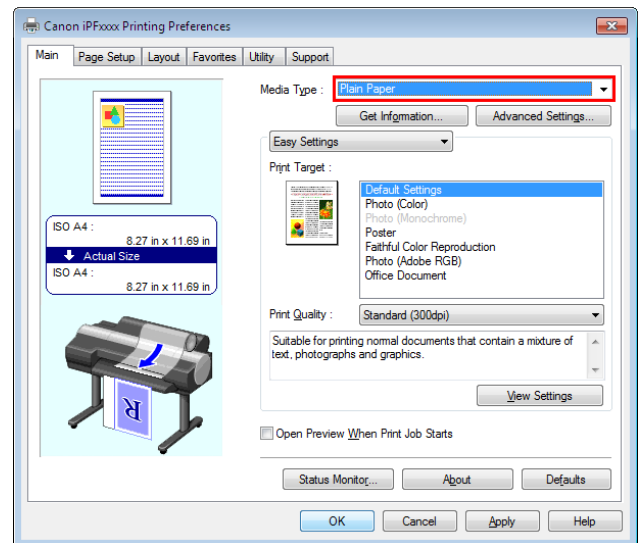 Canon iPFxxxx Printing Preferences
Main
Page Setup
Layout
Favorites
Utility
Support
Media Type :
Plain Paper
Get Information...
Advanced Settings...
Easy Settings
Print Target :
Default Settings
Photo (Color)
Photo (Monochrome)
Poster
Faithful Color Reproduction
Photo (Adobe RGB)
Office Document
ISO A4 :
8.27 in x 11.69 in
Actual Size
ISO A4 :
8.27 in x 11.69 in
R
Print Quality :
Standard (300dpi)
Suitable for printing normal documents that contain a mixture of
text, photographs and graphics.
View Settings
Open Preview When Print Job Starts
Status Monitor...
About
Defaults
OK
Cancel
Apply
Help